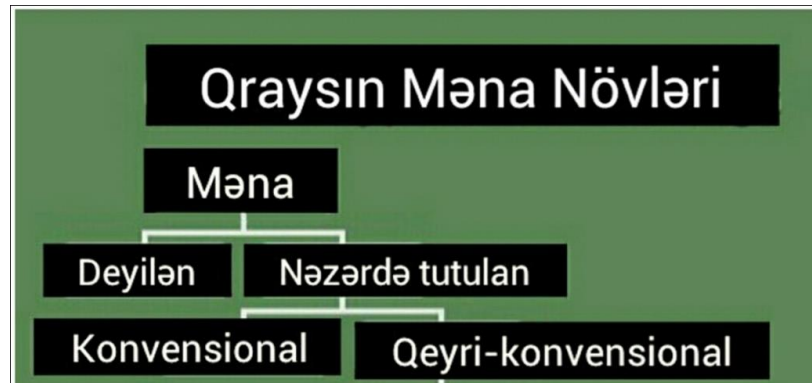 Qraysın Məna Növləri
Məna
Deyilən Nəzərdə tutulan
Konvensional Qeyri-konvensional